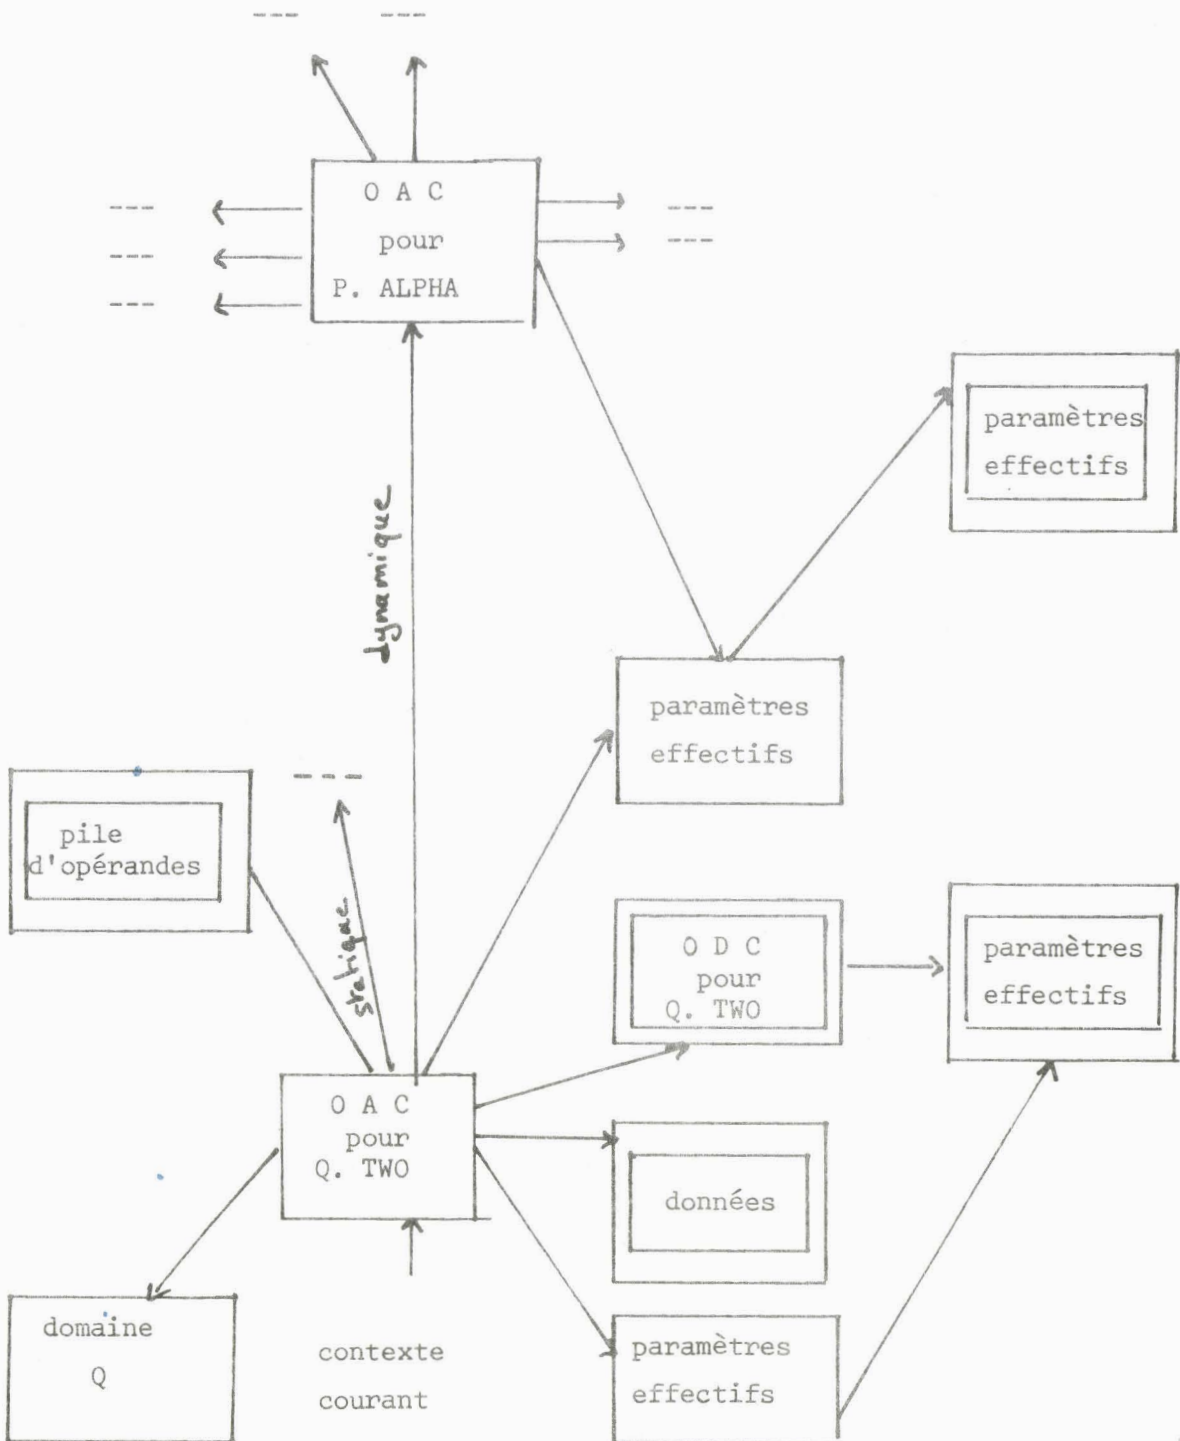 --- ---
O A C
pour
P. ALPHA
---
---
---
---
---
paramètres
effectifs
dynamique
paramètres
effectifs
---
pile
d'opérandes
statique
O D C
pour
Q. TWO
paramètres
effectifs
O A C
pour
Q. TWO
données
domaine
Q
contexte
courant
paramètres
effectifs